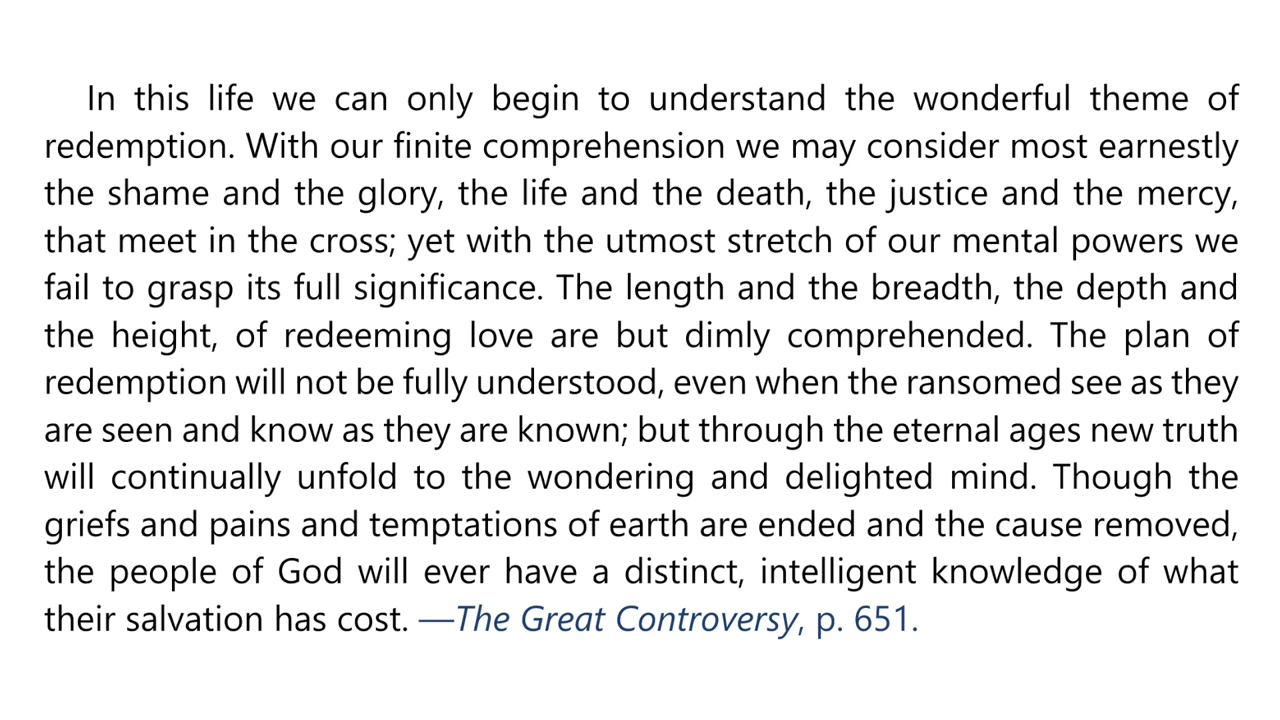 In this life we can only begin to understand the wonderful theme of
redemption. With our finite comprehension we may consider most earnestly
the shame and the glory, the life and the death, the justice and the mercy,
that meet in the cross; yet with the utmost stretch of our mental powers we
fail to grasp its full significance. The length and the breadth, the depth and
the height, of redeeming love are but dimly comprehended. The plan of
redemption will not be fully understood, even when the ransomed see as they
are seen and know as they are known; but through the eternal ages new truth
will continually unfold to the wondering and delighted mind. Though the
griefs and pains and temptations of earth are ended and the cause removed,
the people of God will ever have a distinct, intelligent knowledge of what
their salvation has cost. —The Great Controversy, p. 651.